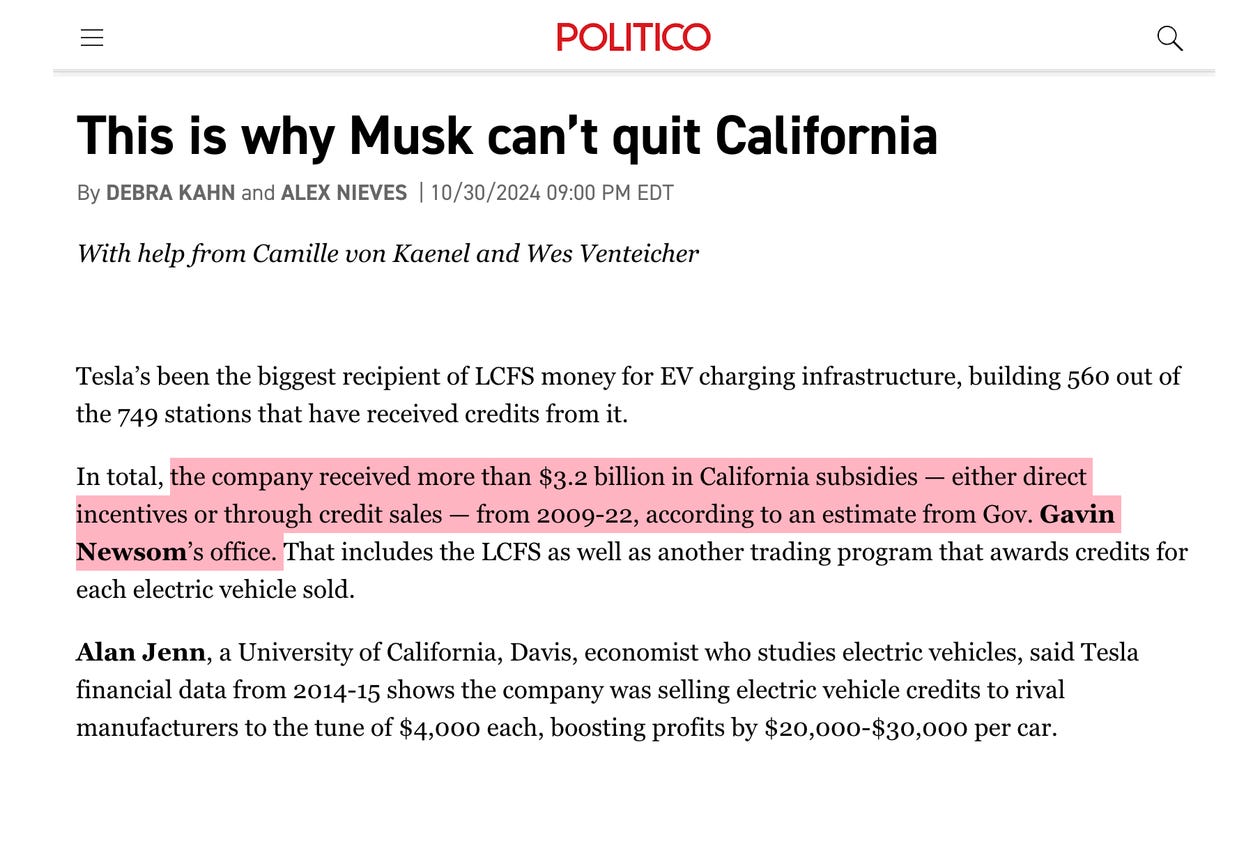 POLITICO
This is why Musk can’t quit California
By DEBRA KAHN and ALEX NIEVES | 10/30/2024 09:00 PM EDT
With help from Camille von Kaenel and Wes Venteicher
Tesla’s been the biggest recipient of LCFS money for EV charging infrastructure, building 560 out of
the 749 stations that have received credits from it.
In total, the company received more than $3.2 billion in California subsidies — either direct
incentives or through credit sales — from 2009-22, according to an estimate from Gov. Gavin
Newsom’s office. That includes the LCFS as well as another trading program that awards credits for
each electric vehicle sold.
Alan Jenn, a University of California, Davis, economist who studies electric vehicles, said Tesla
financial data from 2014-15 shows the company was selling electric vehicle credits to rival
manufacturers to the tune of $4,000 each, boosting profits by $20,000-$30,000 per car.